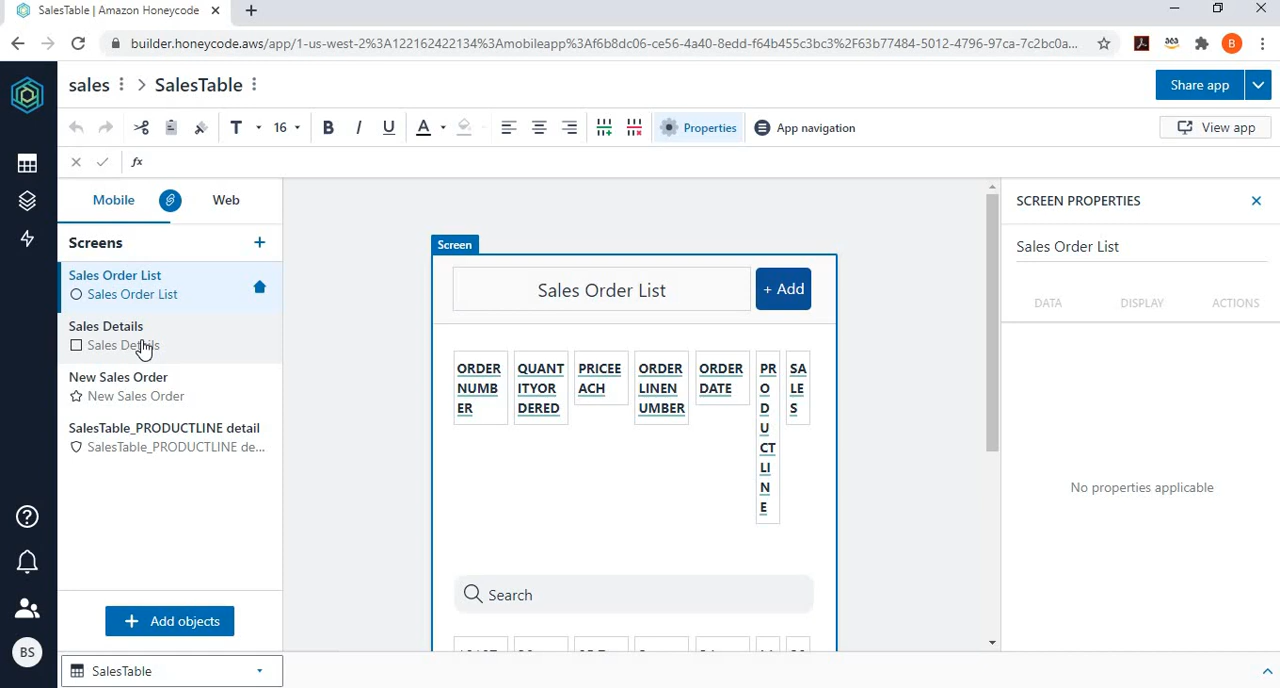 SalesTable | Amazon Honeycode
builder.honeycode.aws/app/1-us-west-2%3A122162422134%3Amobileapp%3Af6b8dc06-ce56-4a40-8edd-f64b455c3bc3%2F63b77484-5012-4796-97ca-7c2bc0a...
B
sales > SalesTable
Share app
T 16 B I U A Properties App navigation View app
fx
Mobile Web
Screens
Sales Order List
Sales Order List
Sales Details
Sales Details
New Sales Order
New Sales Order
SalesTable_PRODUCTLINE detail
SalesTable_PRODUCTLINE de...
Add objects
BS
SalesTable
Screen
Sales Order List
+ Add
ORDER
NUMB
ER
QUANT
ITYOR
DERED
PRICEE
ACH
ORDER
LINEN
UMBER
ORDER
DATE
PR
O
D
U
CT
LI
N
E
SA
LE
S
Search
SCREEN PROPERTIES
Sales Order List
DATA DISPLAY ACTIONS
No properties applicable